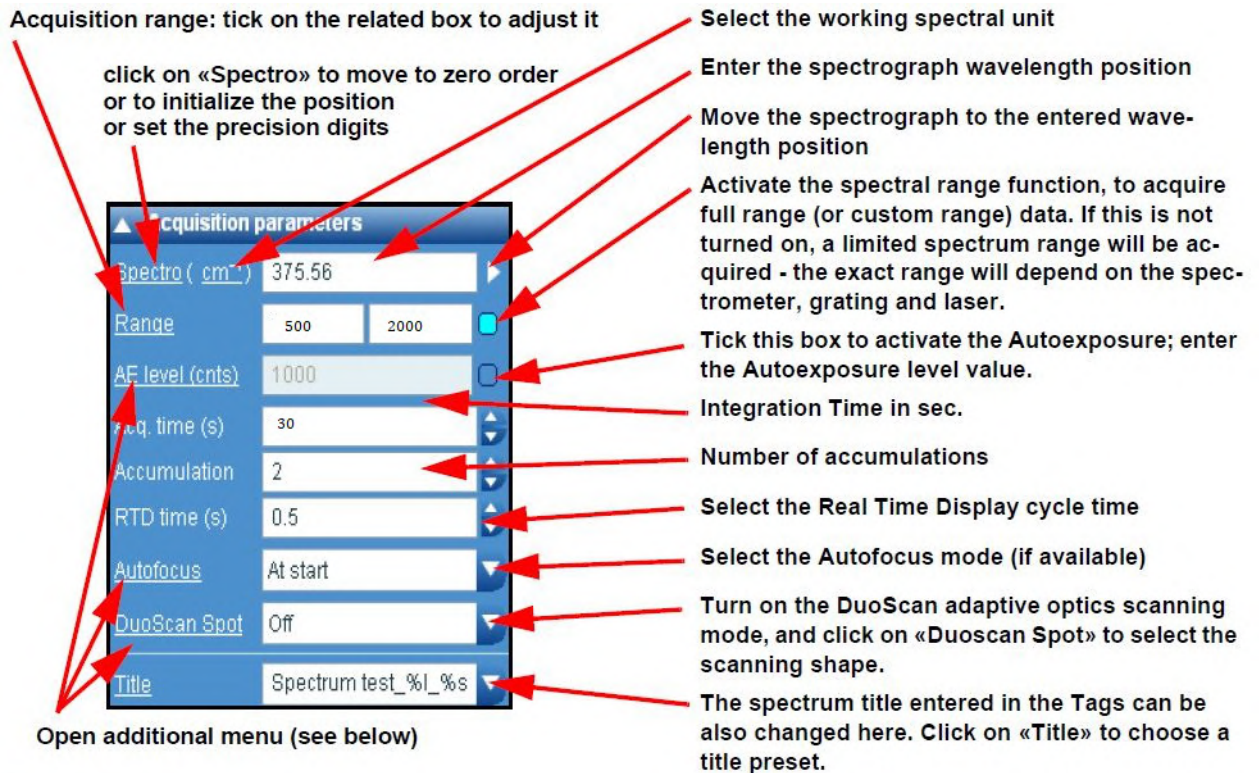 Acquisition range: tick on the related box to adjust it
click on «Spectro» to move to zero order
or to initialize the position
or set the precision digits
Acquisition parameters
Spectro ( cm⁻¹)
375.56
Range
500
2000
AE level (cnts)
1000
Acq. time (s)
30
Accumulation
2
RTD time (s)
0.5
Autofocus
At start
DuoScan Spot
Off
Title
Spectrum test_%l_%s
Open additional menu (see below)
Select the working spectral unit
Enter the spectrograph wavelength position
Move the spectrograph to the entered wave-
length position
Activate the spectral range function, to acquire
full range (or custom range) data. If this is not
turned on, a limited spectrum range will be ac-
quired - the exact range will depend on the spec-
trometer, grating and laser.
Tick this box to activate the Autoexposure; enter
the Autoexposure level value.
Integration Time in sec.
Number of accumulations
Select the Real Time Display cycle time
Select the Autofocus mode (if available)
Turn on the DuoScan adaptive optics scanning
mode, and click on «Duoscan Spot» to select the
scanning shape.
The spectrum title entered in the Tags can be
also changed here. Click on «Title» to choose a
title preset.